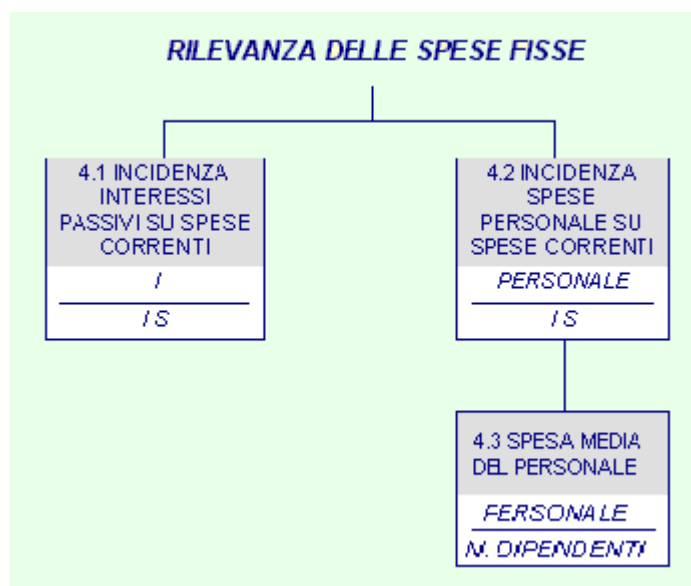 RILEVANZA DELLE SPESE FISSE
4.1 INCIDENZA
INTERESSI
PASSIVI SU SPESE
CORRENTI
I
I S
4.2 INCIDENZA
SPESE
PERSONALE SU
SPESE CORRENTI
PERSONALE
I S
4.3 SPESA MEDIA
DEL PERSONALE
PERSONALE
N. DIPENDENTI